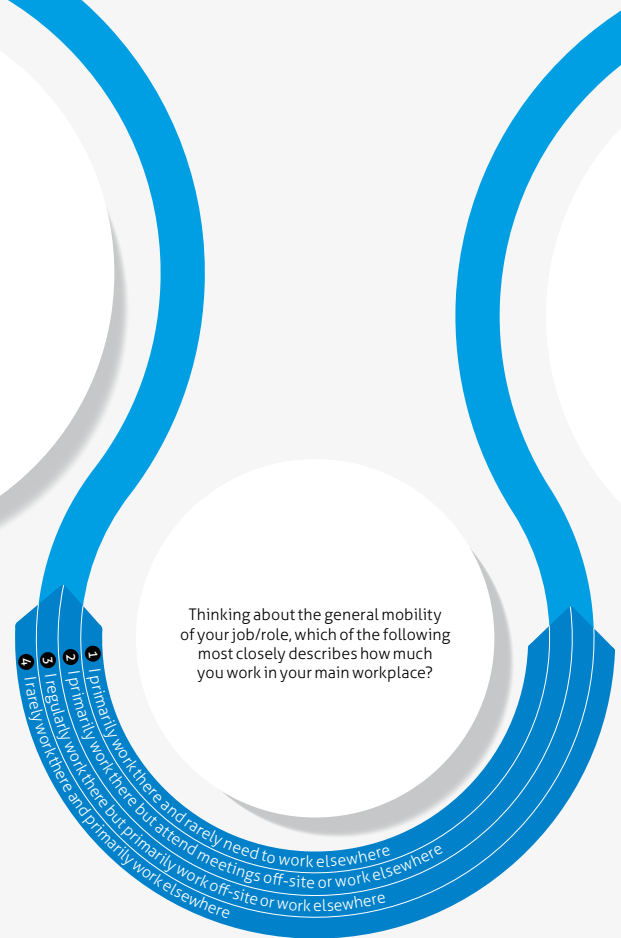 Thinking about the general mobility
of your job/role, which of the following
most closely describes how much
you work in your main workplace?
1 I primarily work there and rarely need to work elsewhere
2 I primarily work there but attend meetings off-site or work elsewhere
3 I regularly work there but primarily work off-site or work elsewhere
4 I rarely work there and primarily work elsewhere